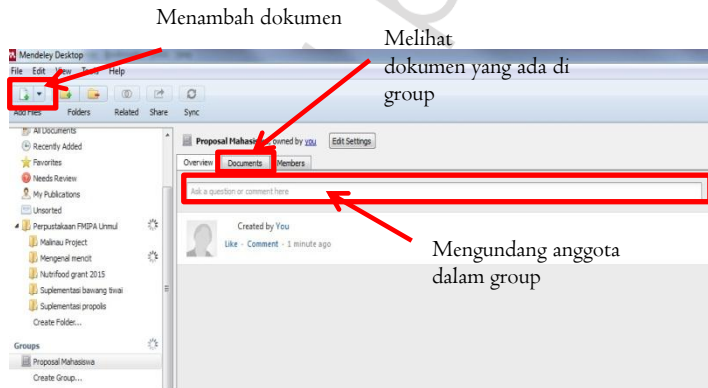 Menambah dokumen
Melihat
dokumen yang ada di
group
Mendeley Desktop
File Edit View Tools Help
Add Files Folders Related Share Sync
All Documents
Recently Added
Favorites
Needs Review
My Publications
Unsorted
Perpustakaan FMIPA Unmul
Malinau Project
Mengenal mencit
Nutrifood grant 2015
Suplementasi bawang tiwai
Suplementasi propolis
Create Folder...
Groups
Proposal Mahasiswa
Create Group...
Proposal Mahasiswa owned by you Edit Settings
Overview Documents Members
Ask a question or comment here
Created by You
Like - Comment - 1 minute ago
Mengundang anggota
dalam group